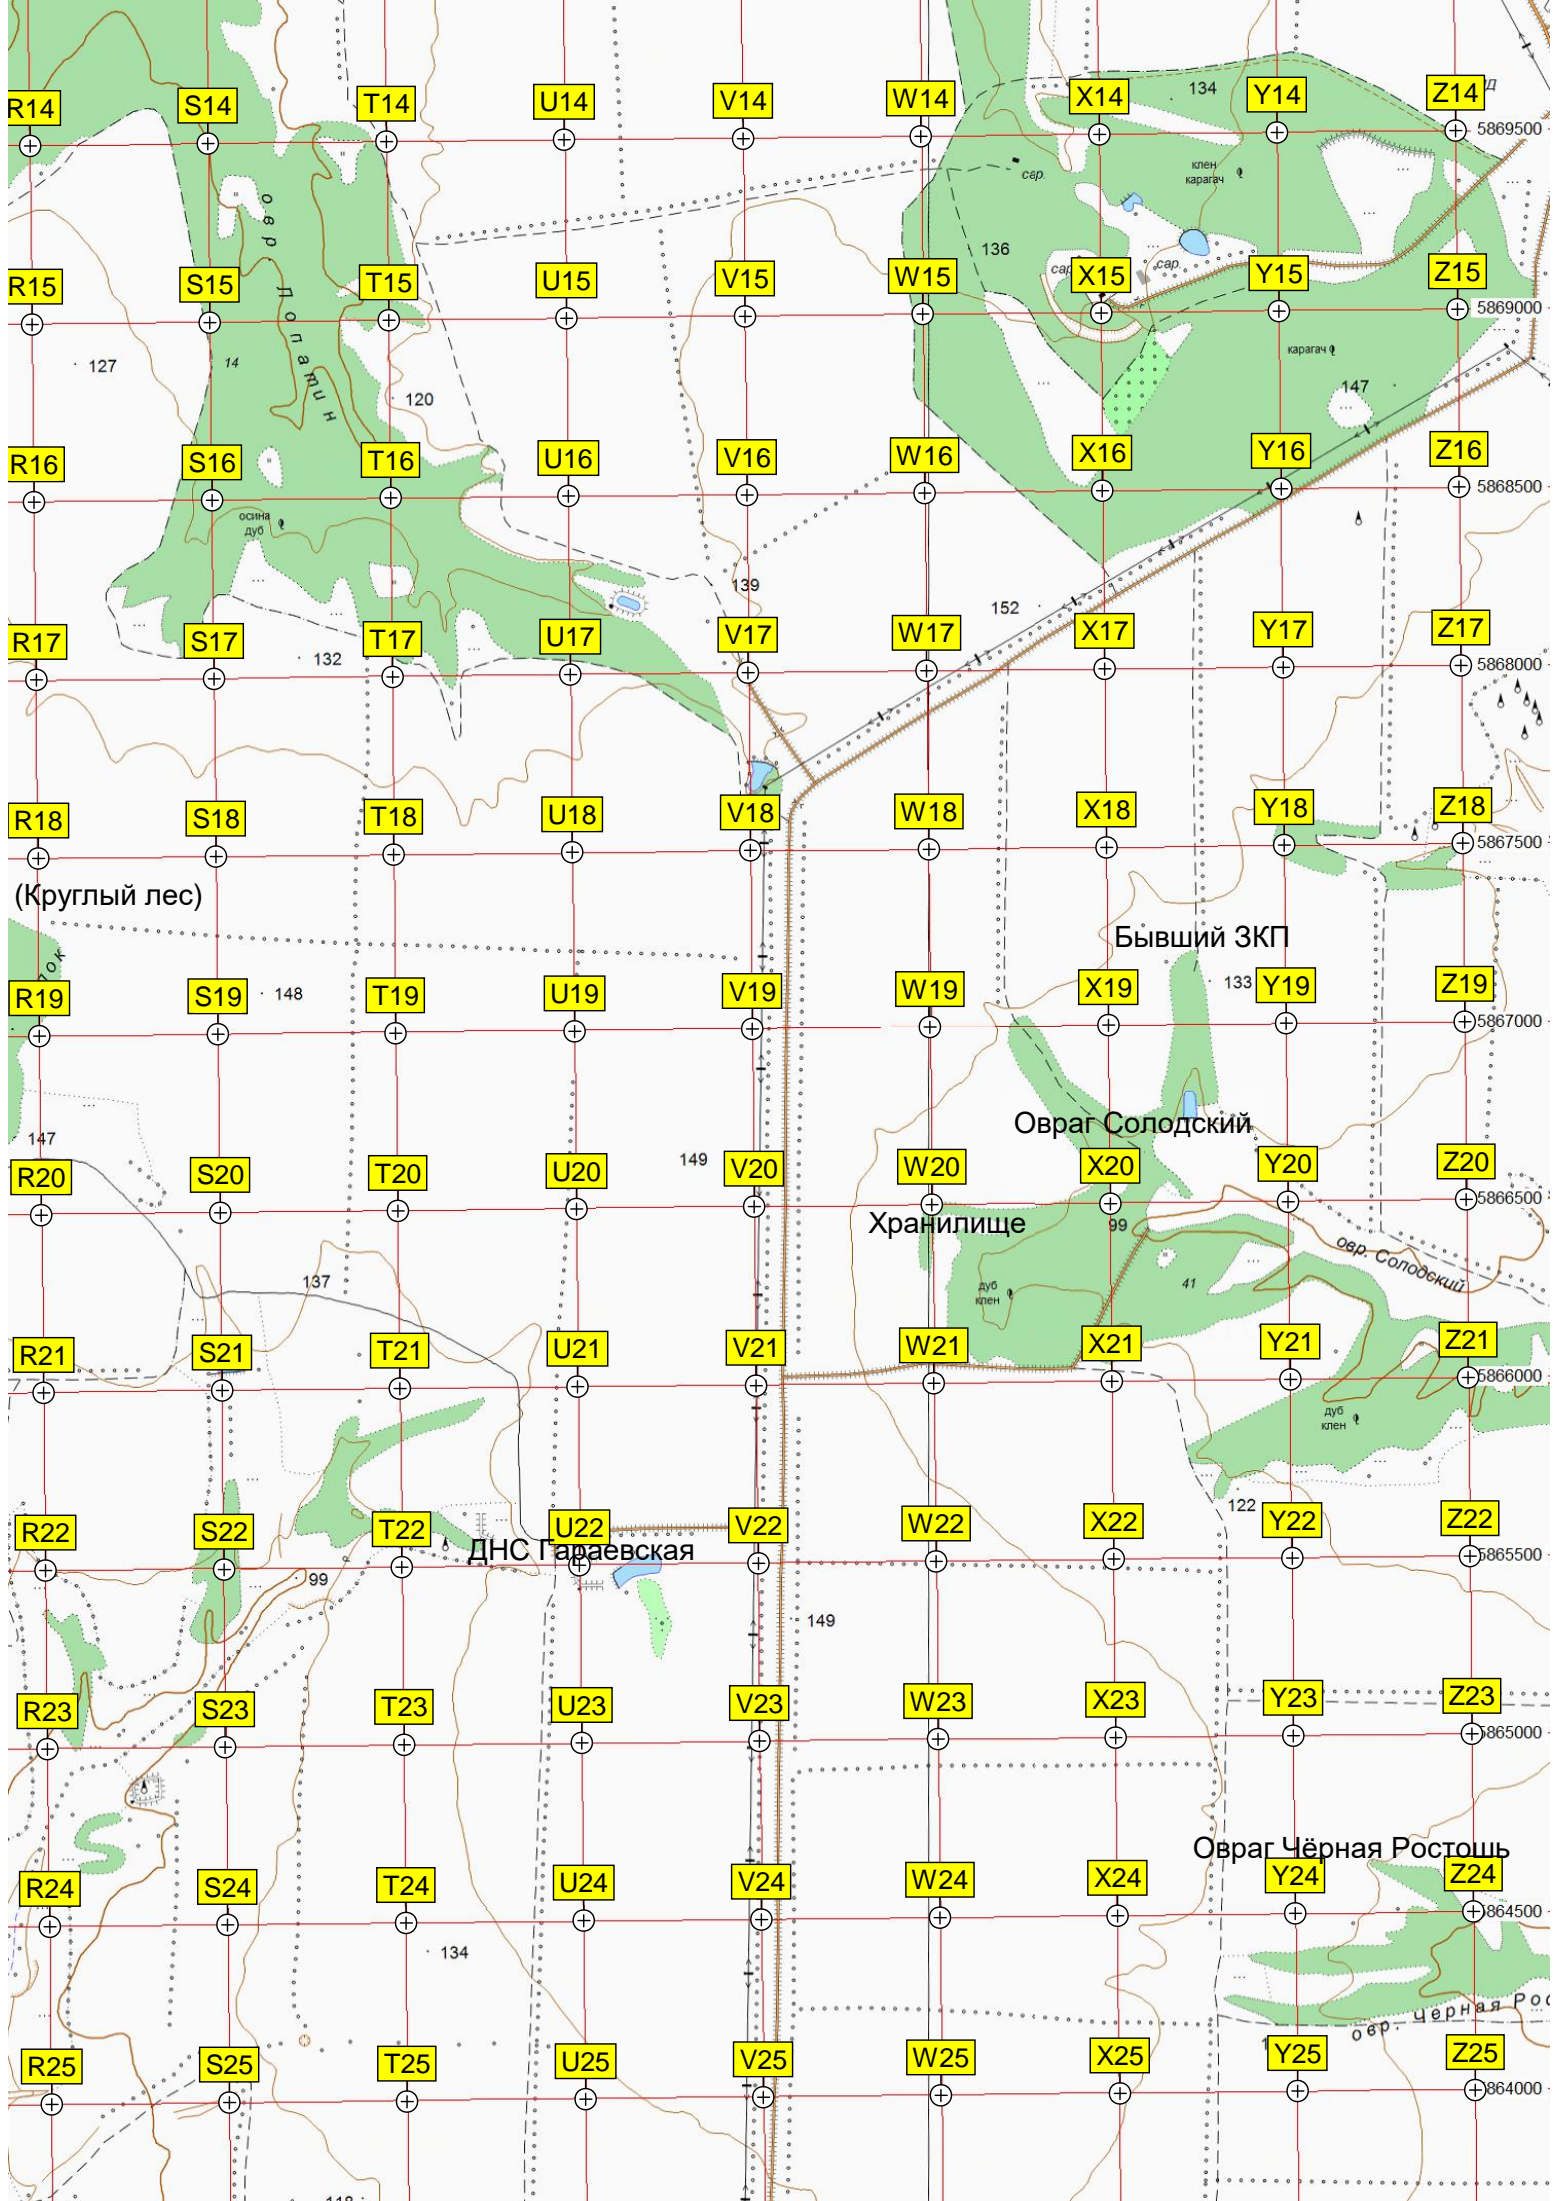 R14 S14 T14 U14 V14 W14 X14 134 Y14 Z14
5869500
клен
карагач
сар.
овр. Лопатин
136
R15 S15 T15 U15 V15 W15 сар. X15 сар. Y15 Z15
5869000
127
14
120
карагач
147
R16 S16 T16 U16 V16 W16 X16 Y16 Z16
5868500
осина
дуб
139
152
R17 S17 T17 U17 V17 W17 X17 Y17 Z17
132
5868000
R18 S18 T18 U18 V18 W18 X18 Y18 Z18
5867500
(Круглый лес)
Бывший ЗКП
R19 S19 148 T19 U19 V19 W19 X19 133 Y19 Z19
5867000
147
Овраг Солодский
149
R20 S20 T20 U20 V20 W20 X20 Y20 Z20
5866500
Хранилище
99
овр. Солодский
137
дуб
клен
41
R21 S21 T21 U21 V21 W21 X21 Y21 Z21
5866000
дуб
клен
122
R22 S22 T22 U22 V22 W22 X22 Y22 Z22
ДНС Гараевская
5865500
99
149
R23 S23 T23 U23 V23 W23 X23 Y23 Z23
5865000
Овраг Чёрная Ростошь
R24 S24 T24 U24 V24 W24 X24 Y24 Z24
5864500
134
овр. Черная Рос
R25 S25 T25 U25 V25 W25 X25 Y25 Z25
864000
118